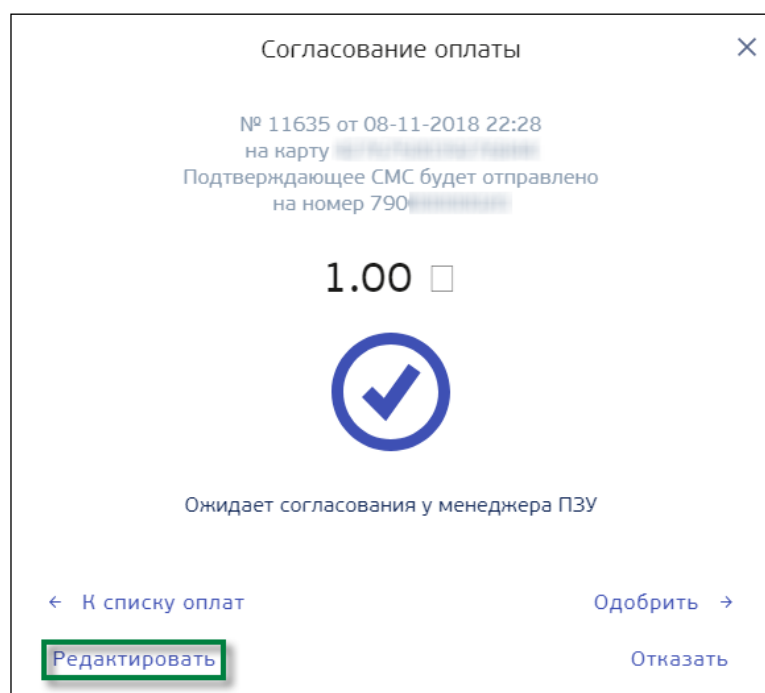 Согласование оплаты
№ 11635 от 08-11-2018 22:28
на карту
Подтверждающее СМС будет отправлено
на номер 790
1.00
Ожидает согласования у менеджера ПЗУ
← К списку оплат
Одобрить →
Редактировать
Отказать